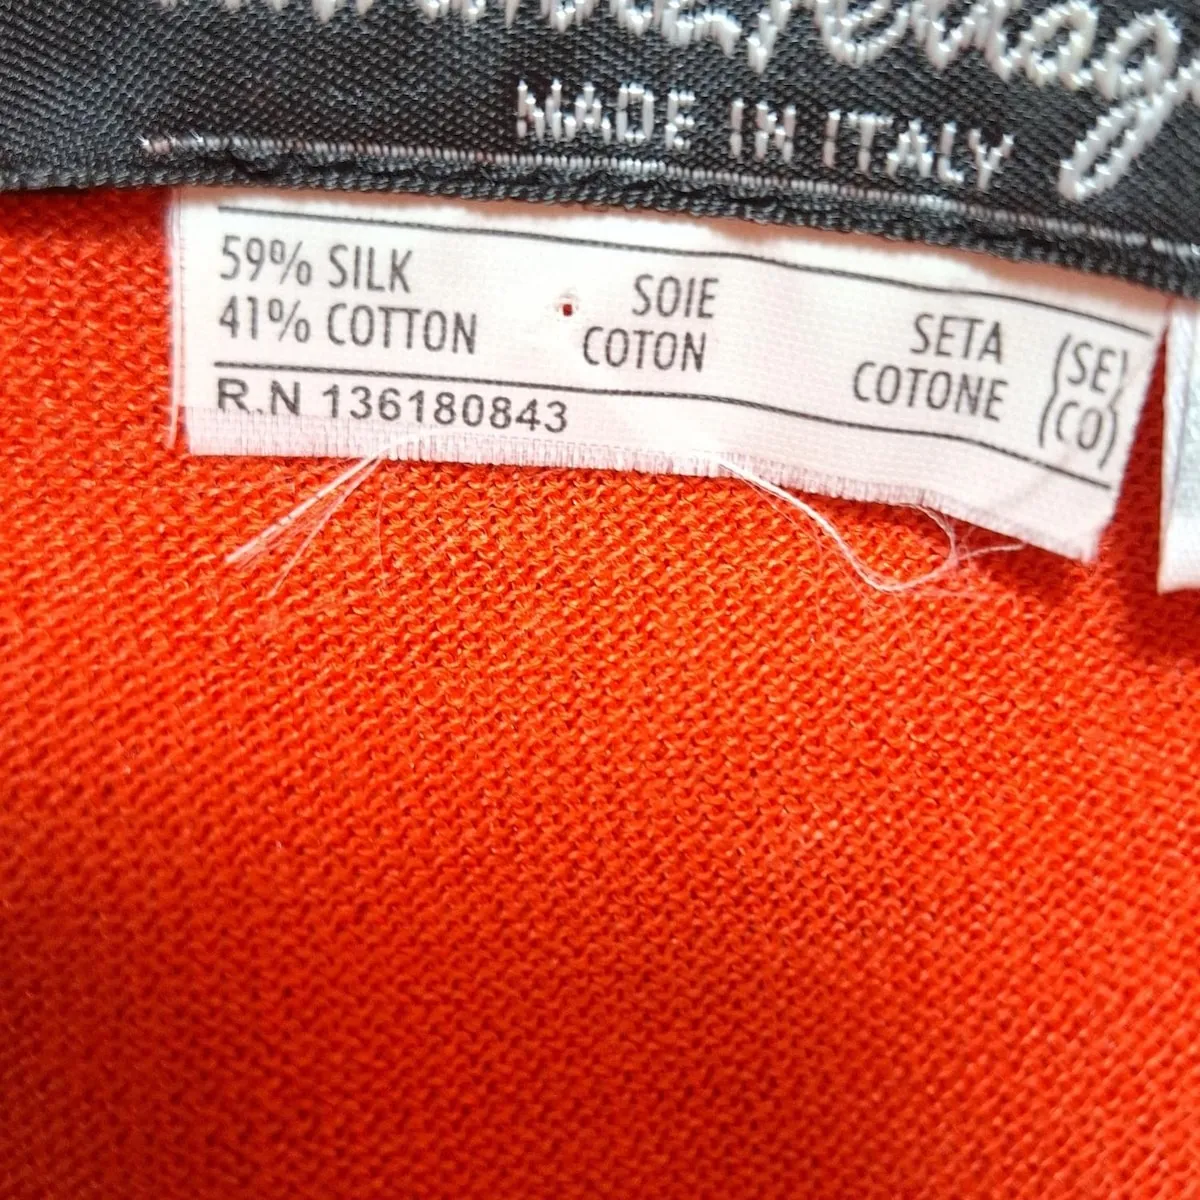 MADE IN ITALY
59% SILK SOIE SETA (SE)
41% COTTON COTON COTONE (CO)
R.N 136180843